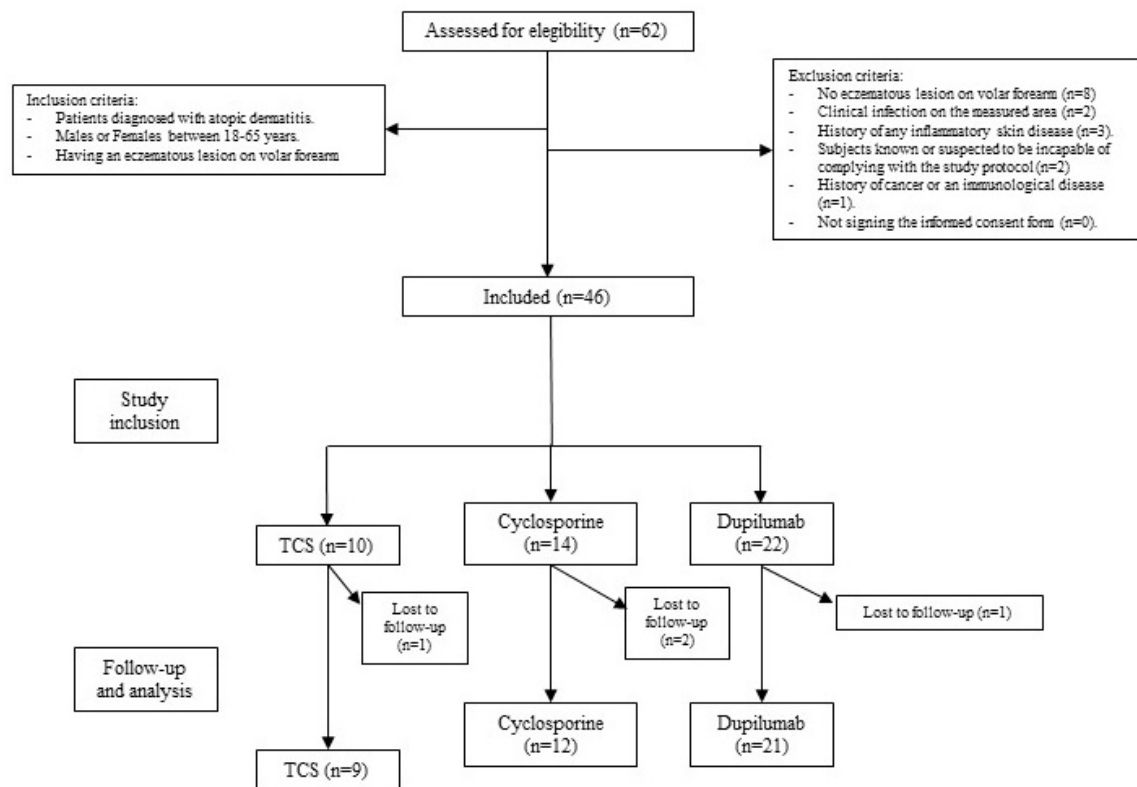 Assessed for elegibility (n=62)
Inclusion criteria:
- Patients diagnosed with atopic dermatitis.
- Males or Females between 18-65 years.
- Having an eczematous lesion on volar forearm
Exclusion criteria:
- No eczematous lesion on volar forearm (n=8)
- Clinical infection on the measured area (n=2)
- History of any inflammatory skin disease (n=3).
- Subjects known or suspected to be incapable of
complying with the study protocol (n=2)
- History of cancer or an immunological disease
(n=1).
- Not signing the informed consent form (n=0).
Included (n=46)
Study
inclusion
TCS (n=10)
Cyclosporine
(n=14)
Dupilumab
(n=22)
Lost to
follow-up
(n=1)
Lost to
follow-up
(n=2)
Lost to follow-up (n=1)
Follow-up
and analysis
TCS (n=9)
Cyclosporine
(n=12)
Dupilumab
(n=21)